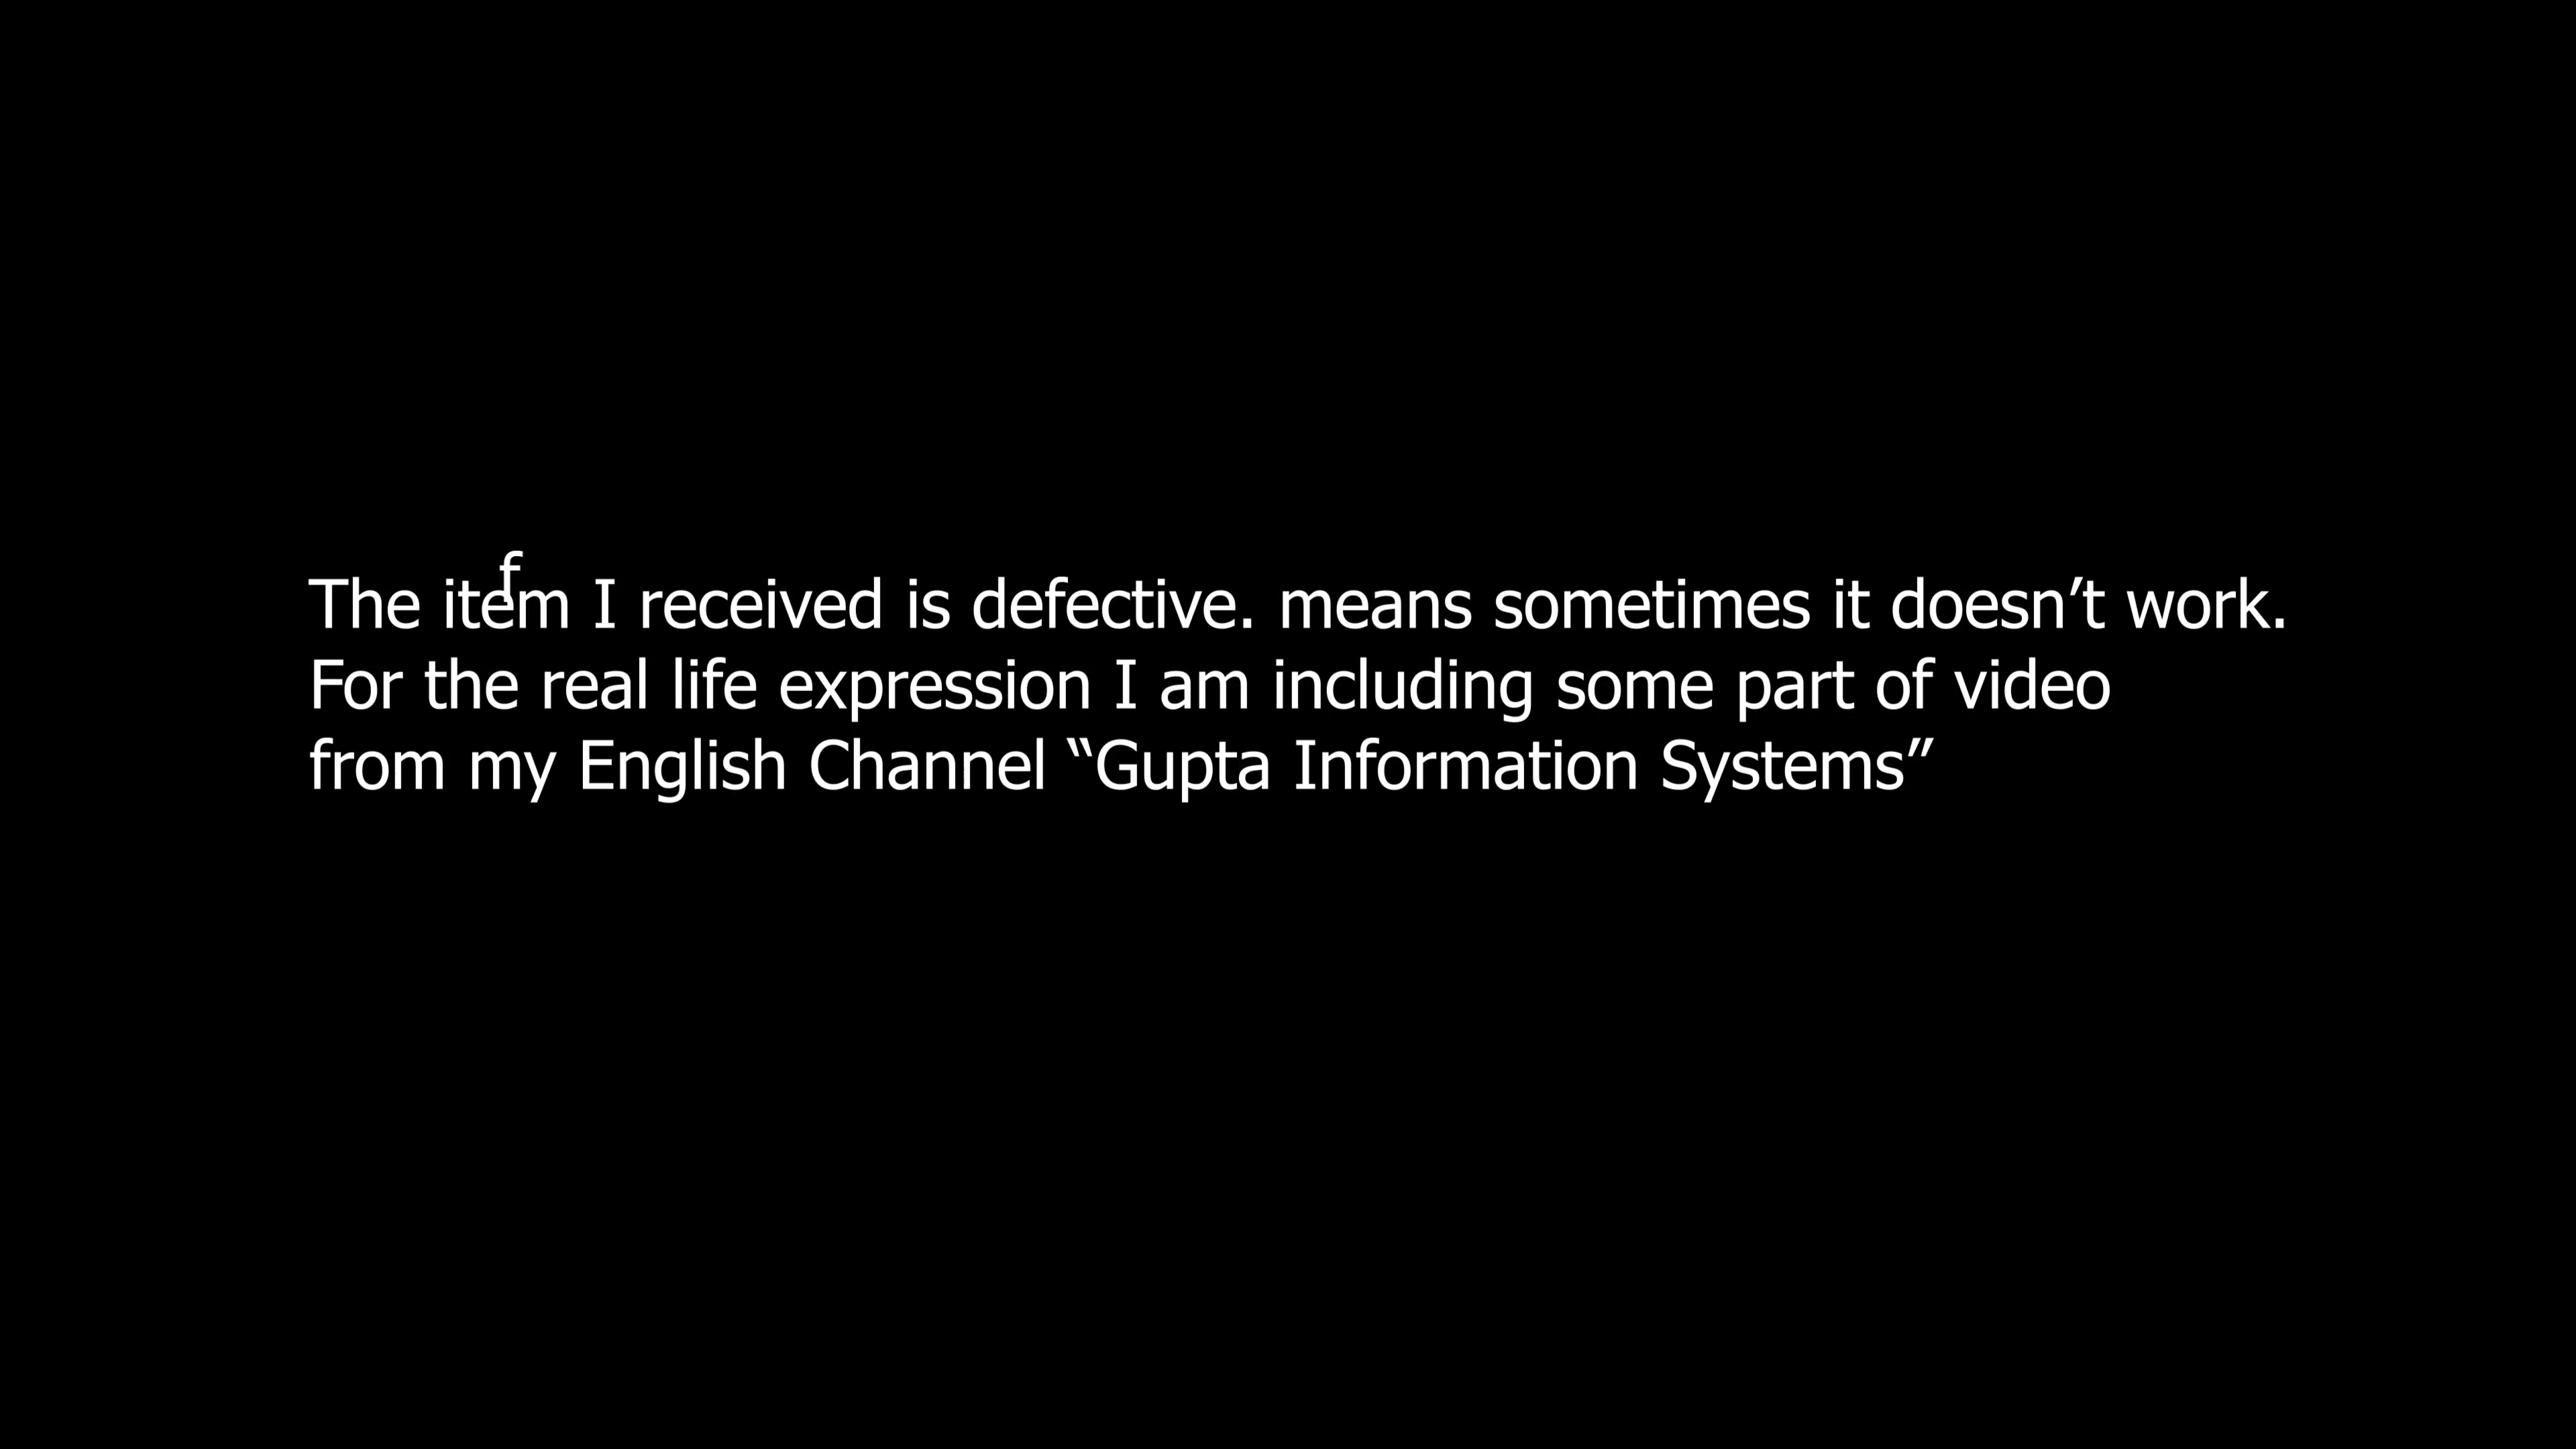 f
The item I received is defective. means sometimes it doesn’t work.
For the real life expression I am including some part of video
from my English Channel “Gupta Information Systems”